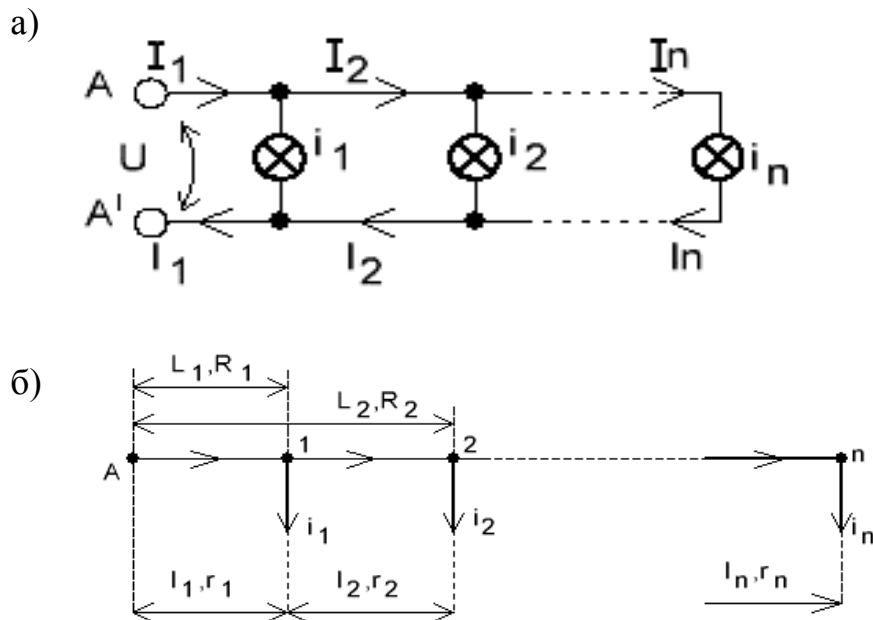 а)
I₁ I₂ Iₙ
A
i₁ i₂ iₙ
U
A'
I₁ I₂ Iₙ
б)
L₁,R₁
L₂,R₂
A 1 2 n
i₁ i₂ iₙ
l₁,r₁ l₂,r₂ lₙ,rₙ